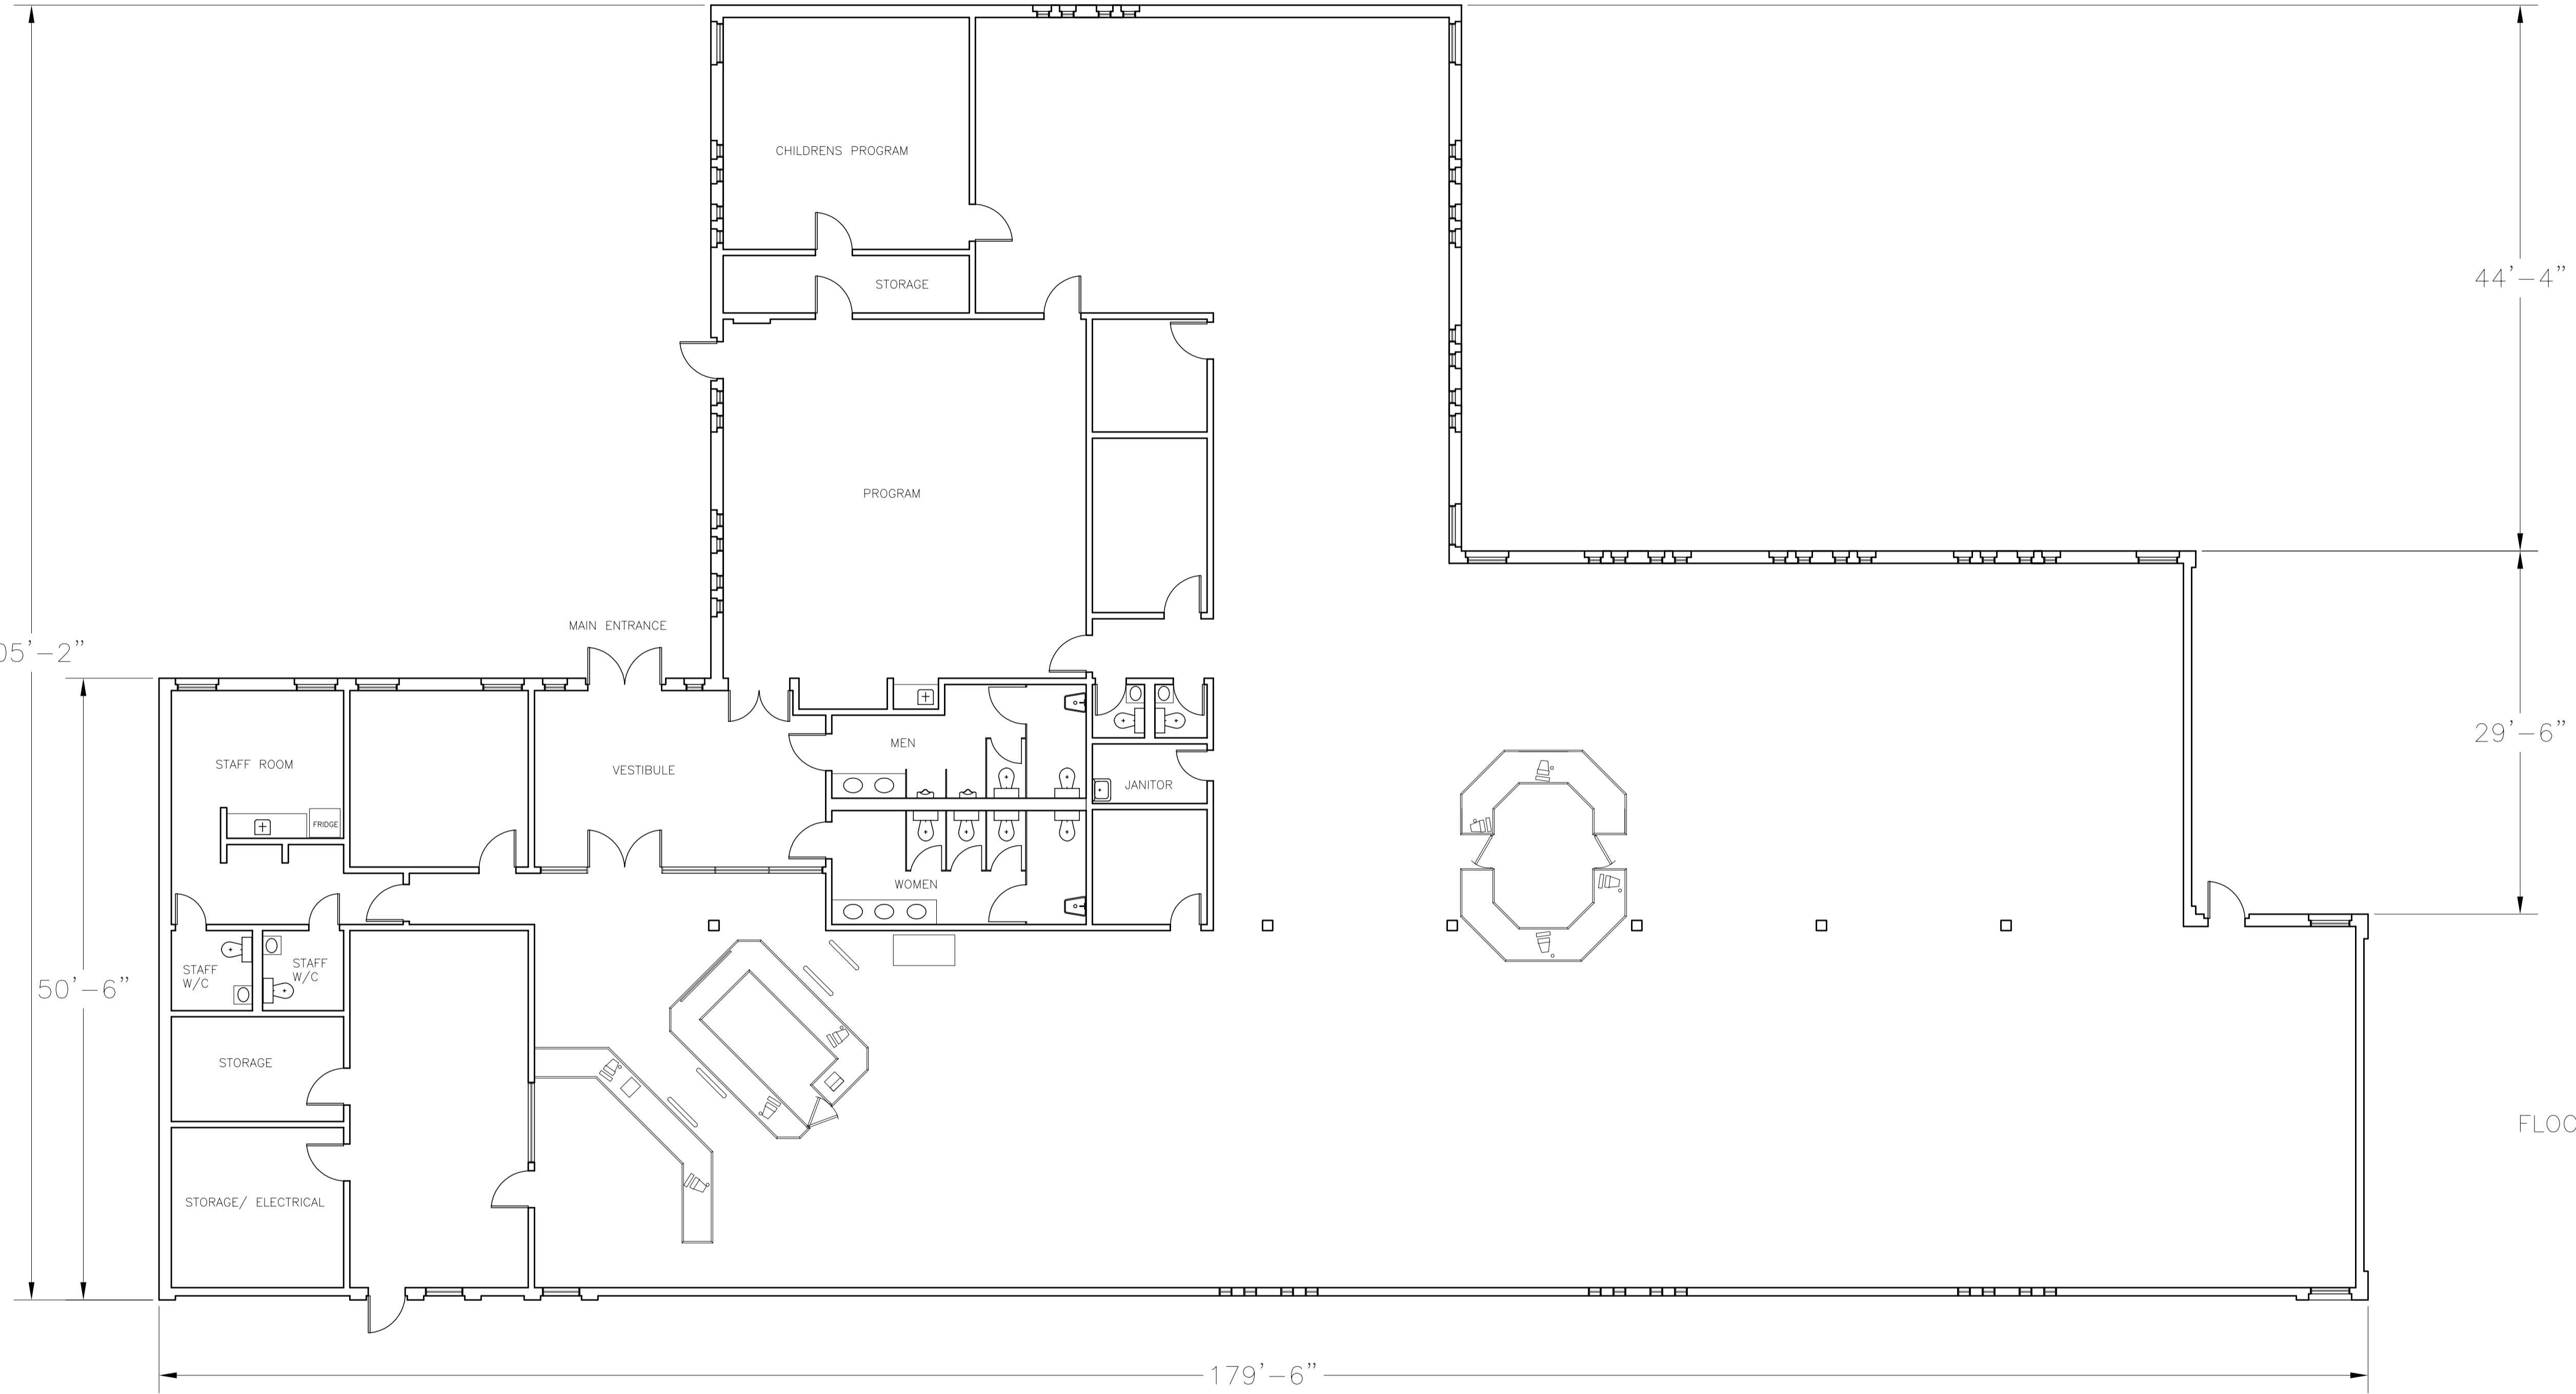 CHILDRENS PROGRAM
44'-4"
STORAGE
PROGRAM
MAIN ENTRANCE
05'-2"
29'-6"
MEN
STAFF ROOM
VESTIBULE
JANITOR
FRIDGE
WOMEN
STAFF
W/C
STAFF
W/C
50'-6"
STORAGE
FLOO
STORAGE/ ELECTRICAL
179'-6"